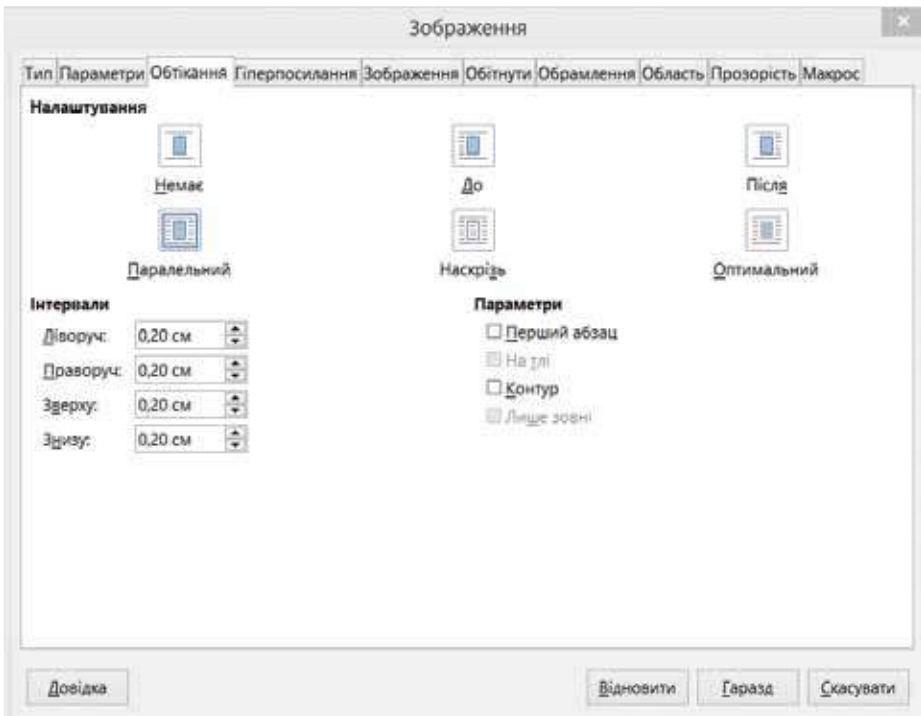 Зображення
Тип Параметри Обтікання Гіперпосилання Зображення Обітнути Обрамлення Область Прозорість Макрос
Налаштування
Немає До Після
Паралельний Наскрізь Оптимальний
Інтервали Параметри
Ліворуч: 0,20 см Перший абзац
Праворуч: 0,20 см На тлі
Зверху: 0,20 см Контур
Знизу: 0,20 см Лише зовні
Довідка Відновити Гаразд Скасувати